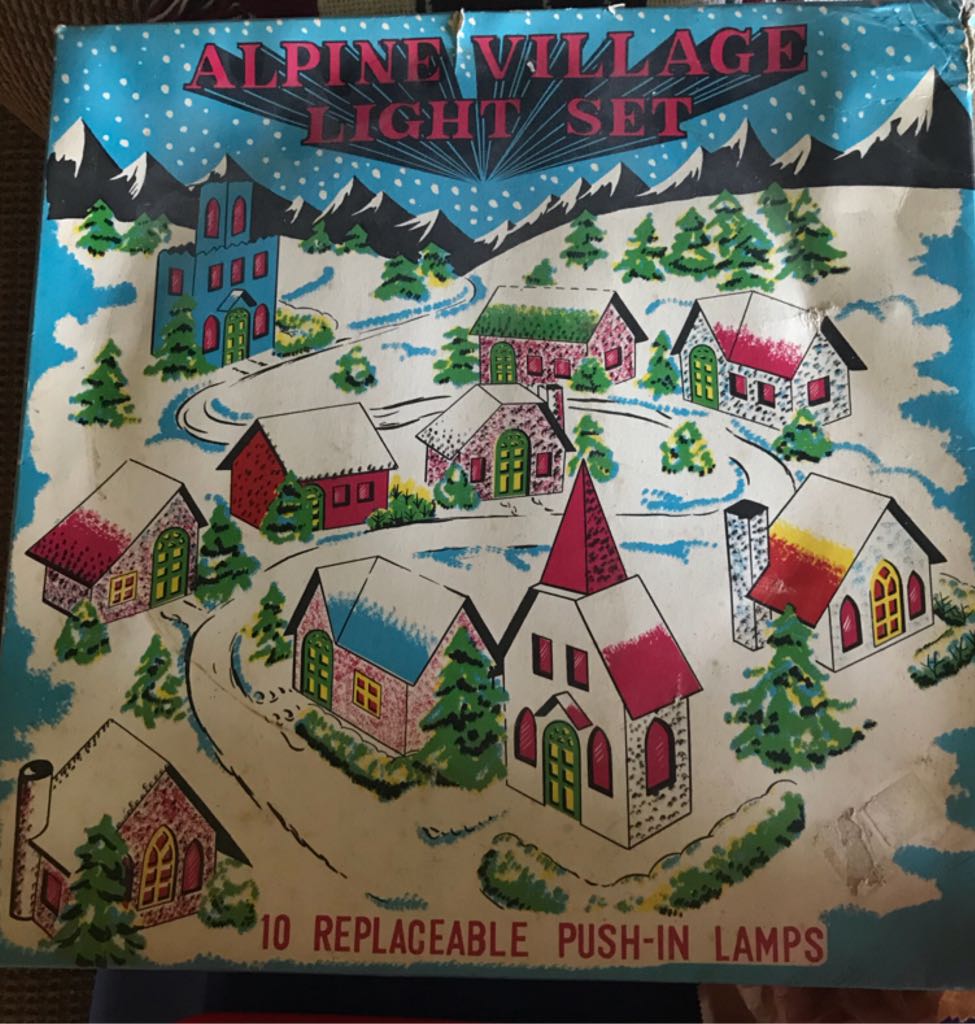 ALPINE VILLAGE
LIGHT SET
10 REPLACEABLE PUSH-IN LAMPS